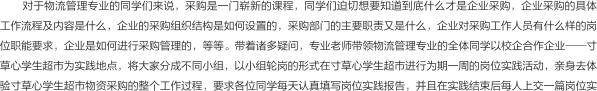 对于物流管理专业的同学们来说，采购是一门崭新的课程，同学们迫切想要知道到底什么才是企业采购，企业采购的具体
工作流程及内容是什么，企业的采购组织结构是如何设置的，采购部门的主要职责又是什么，企业对采购工作人员有什么样的岗
位职能要求，企业是如何进行采购管理的，等等。带着诸多疑问，专业老师带领物流管理专业的全体同学以校企合作企业——寸
草心学生超市为实践地点，将大家分成不同小组，以小组轮岗的形式在寸草心学生超市进行为期一周的岗位实践活动，亲身去体
验寸草心学生超市物资采购的整个工作过程，要求各位同学每天认真填写岗位实践报告，并且在实践结束后每人上交一篇岗位实